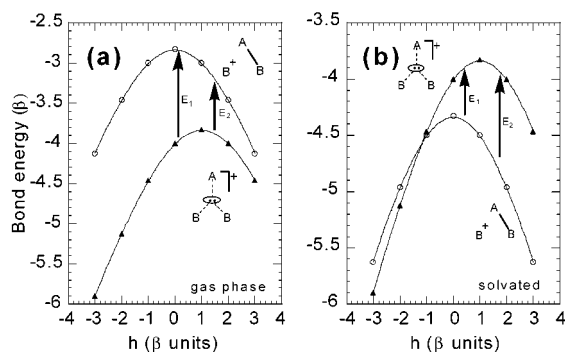 (a)
A
B+ B
E1
E2
A ]+
B B
gas phase
Bond energy (β)
-2
-2.5
-3
-3.5
-4
-4.5
-5
-5.5
-6
-4 -3 -2 -1 0 1 2 3 4
h (β units)
(b)
A ]+
B B
E1
E2
A
B+ B
solvated
-3.5
-4
-4.5
-5
-5.5
-6
-4 -3 -2 -1 0 1 2 3 4
h (β units)